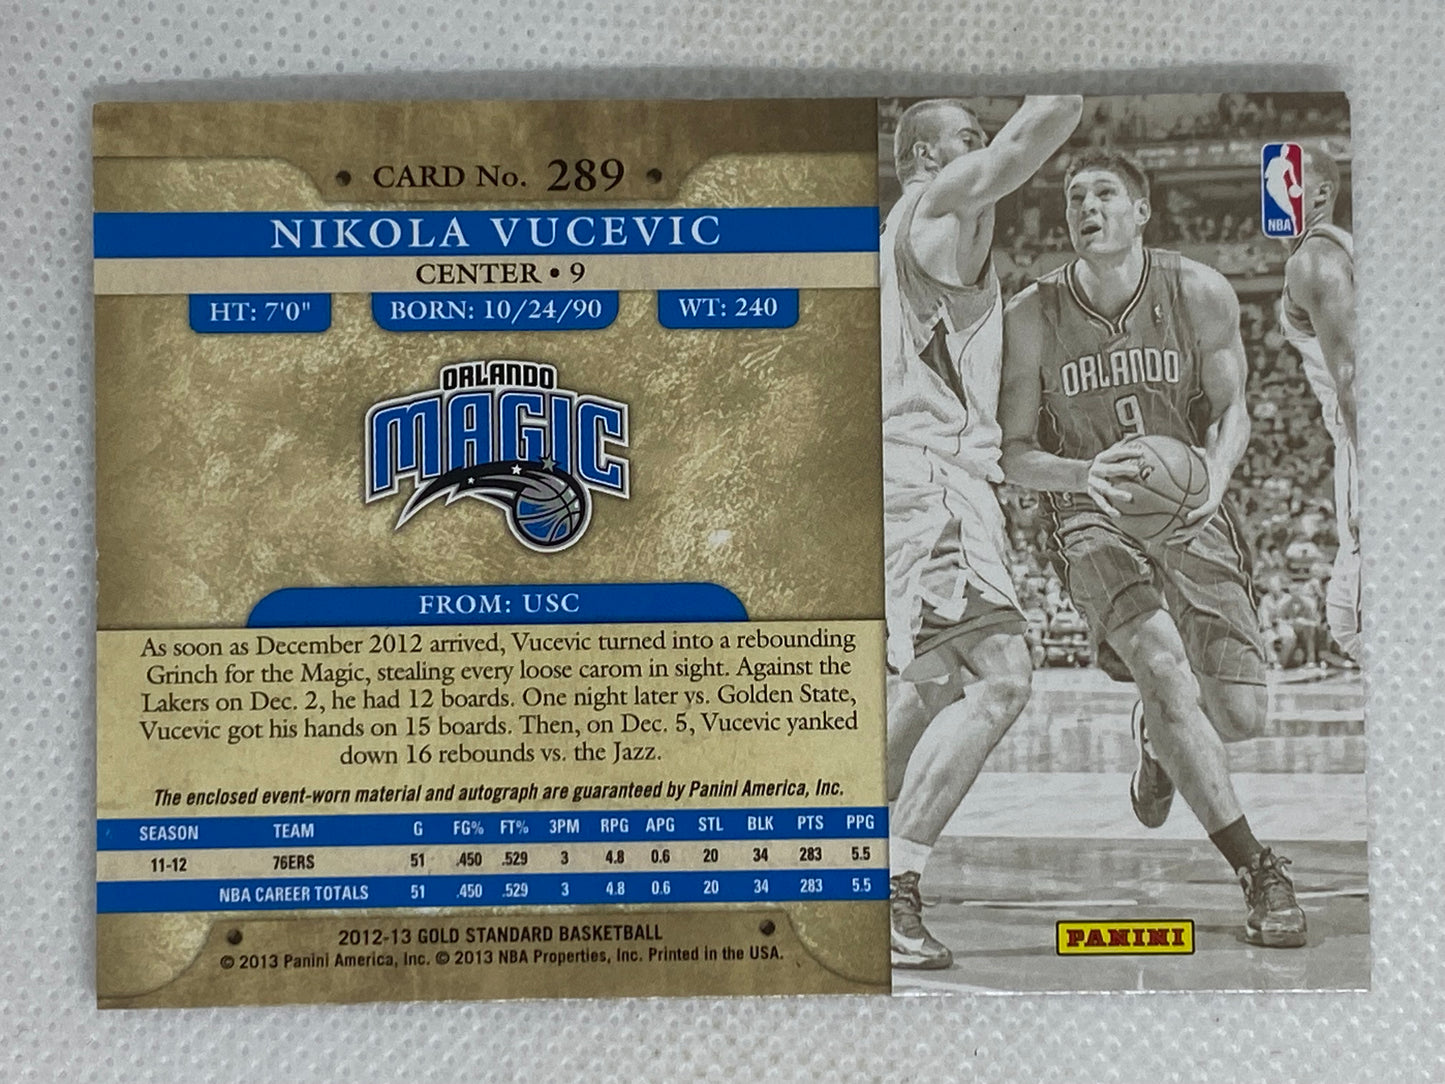 • CARD No. 289 •
NIKOLA VUCEVIC
CENTER • 9
HT: 7'0" BORN: 10/24/90 WT: 240
ORLANDO
MAGIC
FROM: USC
As soon as December 2012 arrived, Vucevic turned into a rebounding
Grinch for the Magic, stealing every loose carom in sight. Against the
Lakers on Dec. 2, he had 12 boards. One night later vs. Golden State,
Vucevic got his hands on 15 boards. Then, on Dec. 5, Vucevic yanked
down 16 rebounds vs. the Jazz.
The enclosed event-worn material and autograph are guaranteed by Panini America, Inc.
SEASON TEAM G FG% FT% 3PM RPG APG STL BLK PTS PPG
11-12 76ERS 51 .450 .529 3 4.8 0.6 20 34 283 5.5
NBA CAREER TOTALS 51 .450 .529 3 4.8 0.6 20 34 283 5.5
2012-13 GOLD STANDARD BASKETBALL
© 2013 Panini America, Inc. © 2013 NBA Properties, Inc. Printed in the USA.
NBA
ORLANDO
9
PANINI